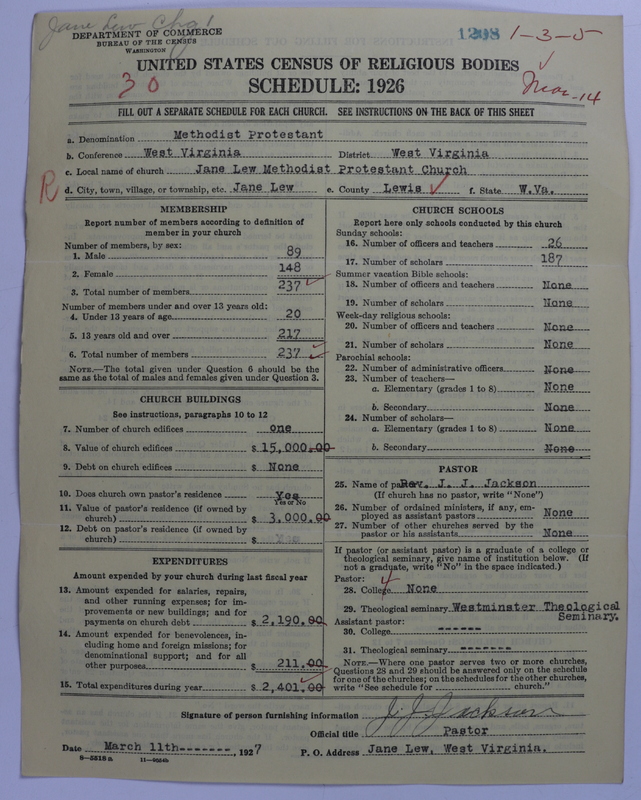 Jane Lew Chg!
DEPARTMENT OF COMMERCE
BUREAU OF THE CENSUS
WASHINGTON
1208 1-3-5
UNITED STATES CENSUS OF RELIGIOUS BODIES
30
SCHEDULE: 1926
Mar-14
FILL OUT A SEPARATE SCHEDULE FOR EACH CHURCH. SEE INSTRUCTIONS ON THE BACK OF THIS SHEET
a. Denomination Methodist Protestant
b. Conference West Virginia District West Virginia
c. Local name of church Jane Lew Methodist Protestant Church
R d. City, town, village, or township, etc. Jane Lew e. County Lewis f. State W.Va.
MEMBERSHIP
Report number of members according to definition of
member in your church
Number of members, by sex:
1. Male 89
2. Female 148
3. Total number of members 237
Number of members under and over 13 years old:
4. Under 13 years of age 20
5. 13 years old and over 217
6. Total number of members 237
NOTE.—The total given under Question 6 should be the
same as the total of males and females given under Question 3.
CHURCH BUILDINGS
See instructions, paragraphs 10 to 12
7. Number of church edifices one
8. Value of church edifices $ 15,000.00
9. Debt on church edifices $ None
10. Does church own pastor's residence Yes
Yes or No
11. Value of pastor's residence (if owned by
church) $ 3,000.00
12. Debt on pastor's residence (if owned by
church) $
EXPENDITURES
Amount expended by your church during last fiscal year
13. Amount expended for salaries, repairs,
and other running expenses; for im-
provements or new buildings; and for
payments on church debt $ 2,190.00
14. Amount expended for benevolences, in-
cluding home and foreign missions; for
denominational support; and for all
other purposes $ 211.00
15. Total expenditures during year $ 2,401.00
CHURCH SCHOOLS
Report here only schools conducted by this church
Sunday schools:
16. Number of officers and teachers 26
17. Number of scholars 187
Summer vacation Bible schools:
18. Number of officers and teachers None
19. Number of scholars None
Week-day religious schools:
20. Number of officers and teachers None
21. Number of scholars None
Parochial schools:
22. Number of administrative officers None
23. Number of teachers—
a. Elementary (grades 1 to 8) None
b. Secondary None
24. Number of scholars—
a. Elementary (grades 1 to 8) None
b. Secondary None
PASTOR
25. Name of pastor Rev. J. J. Jackson
(If church has no pastor, write "None")
26. Number of ordained ministers, if any, em-
ployed as assistant pastors None
27. Number of other churches served by the
pastor or his assistants None
If pastor (or assistant pastor) is a graduate of a college or
theological seminary, give name of institution below. (If
not a graduate, write "No" in the space indicated.)
Pastor: 4
28. College None
29. Theological seminary Westminster Theological
Seminary.
Assistant pastor:
30. College ------
31. Theological seminary -------
NOTE.—Where one pastor serves two or more churches,
Questions 28 and 29 should be answered only on the schedule
for one of the churches; on the schedules for the other churches,
write "See schedule for church."
Signature of person furnishing information J. J. Jackson
Official title Pastor
Date March 11th-------, 1927 P. O. Address Jane Lew, West Virginia.
8-5518a